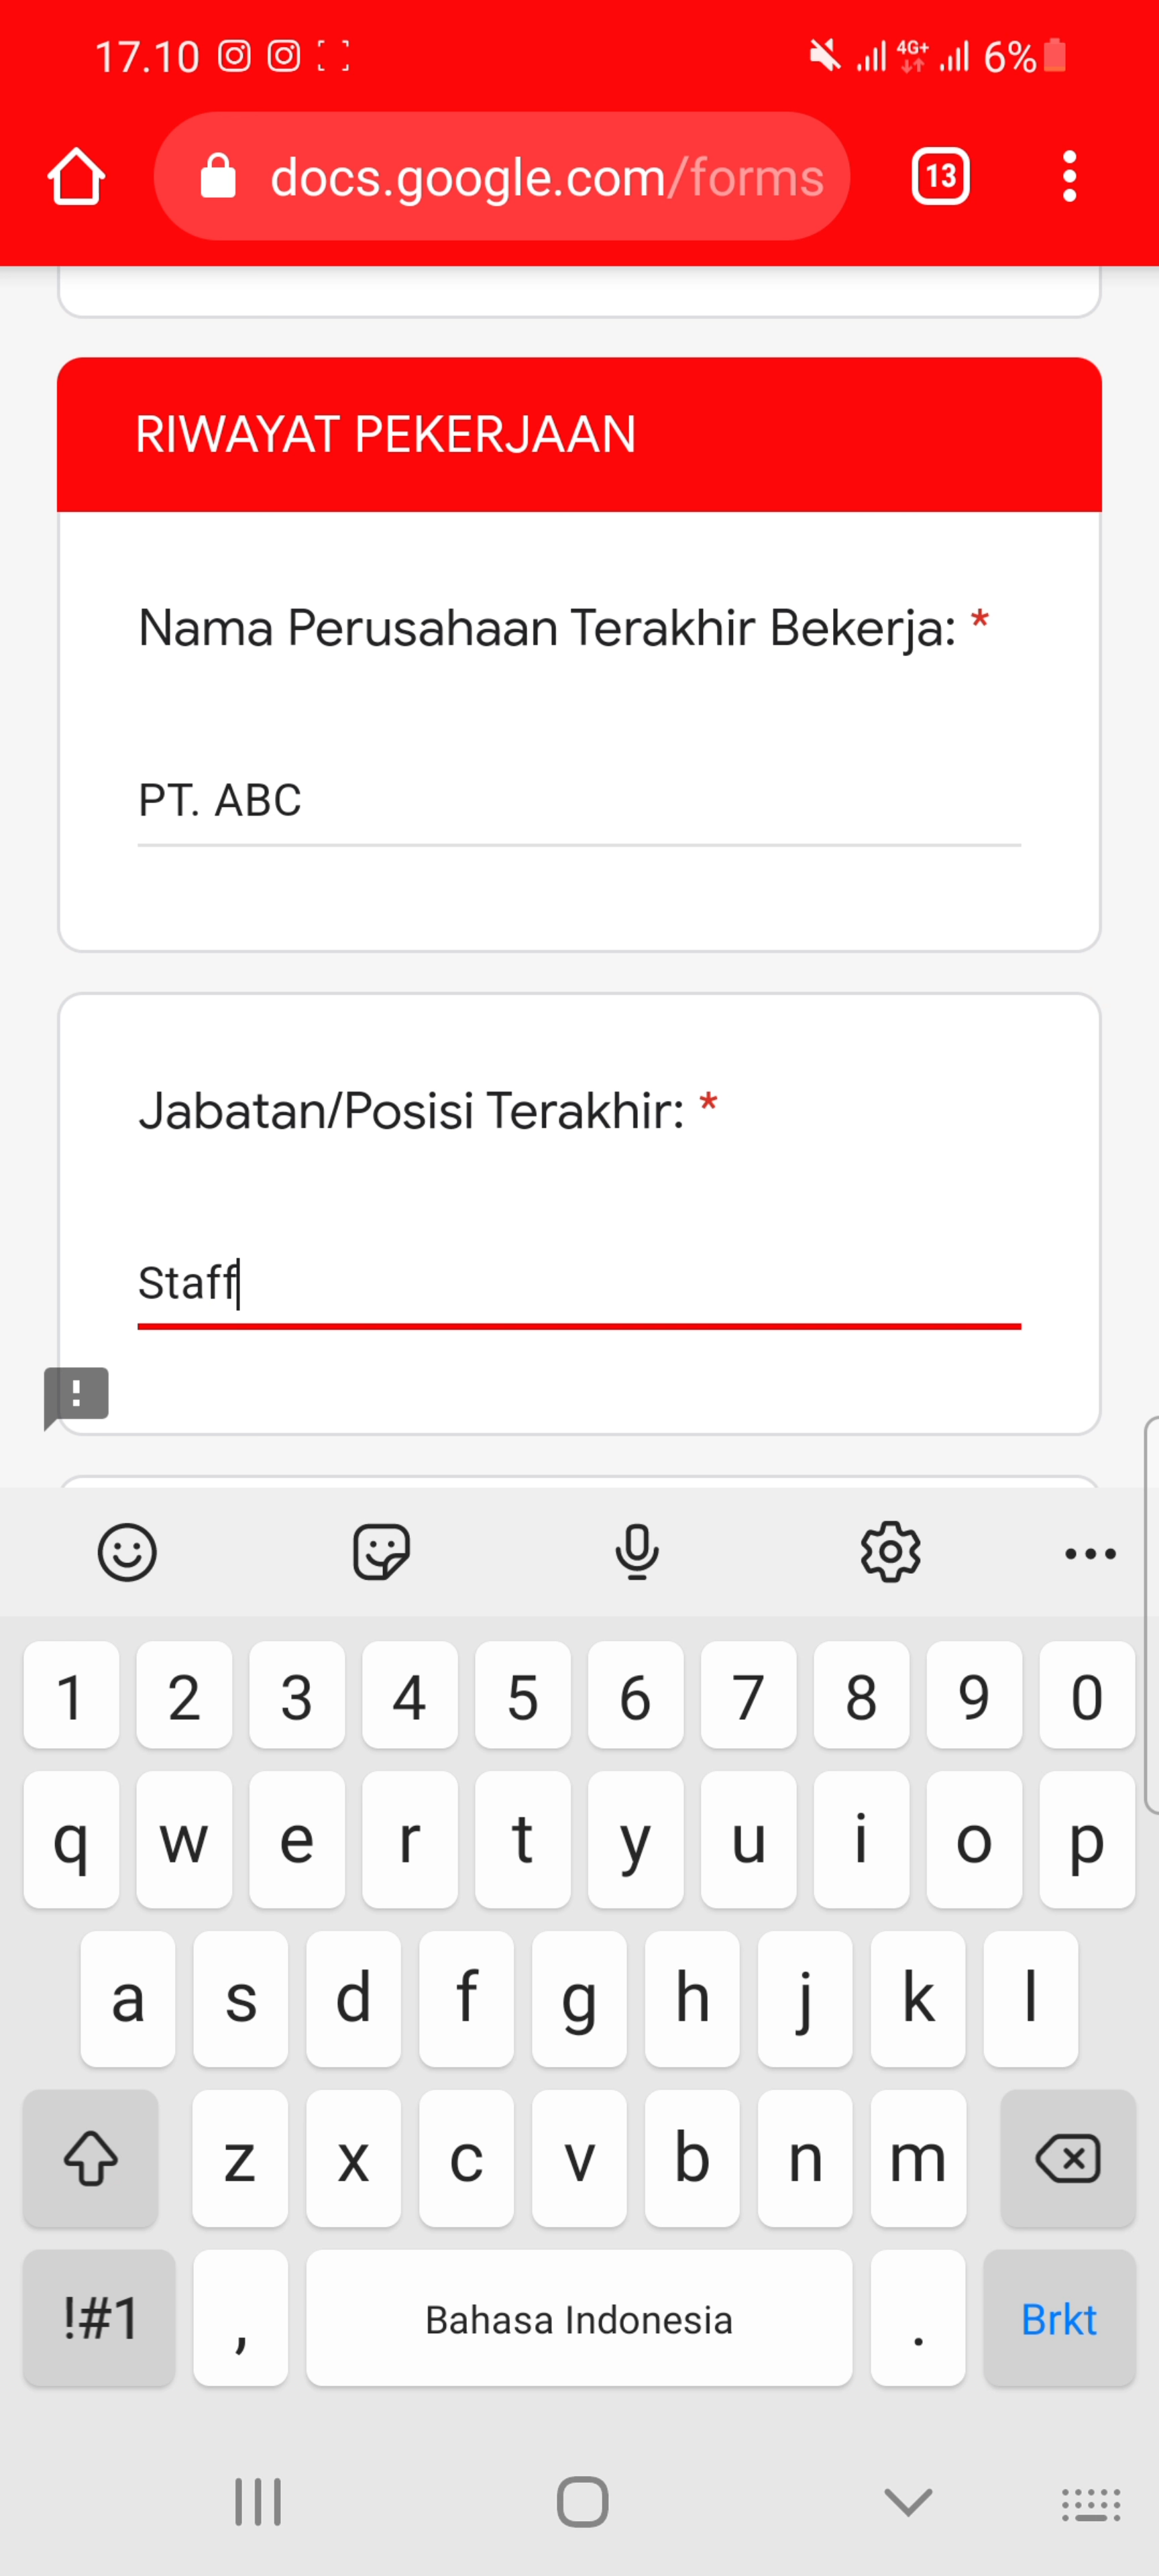 17.10 4G+ 6%
docs.google.com/forms 13
RIWAYAT PEKERJAAN
Nama Perusahaan Terakhir Bekerja: *
PT. ABC
Jabatan/Posisi Terakhir: *
Staff
1 2 3 4 5 6 7 8 9 0
q w e r t y u i o p
a s d f g h j k l
z x c v b n m
!#1 , Bahasa Indonesia . Brkt